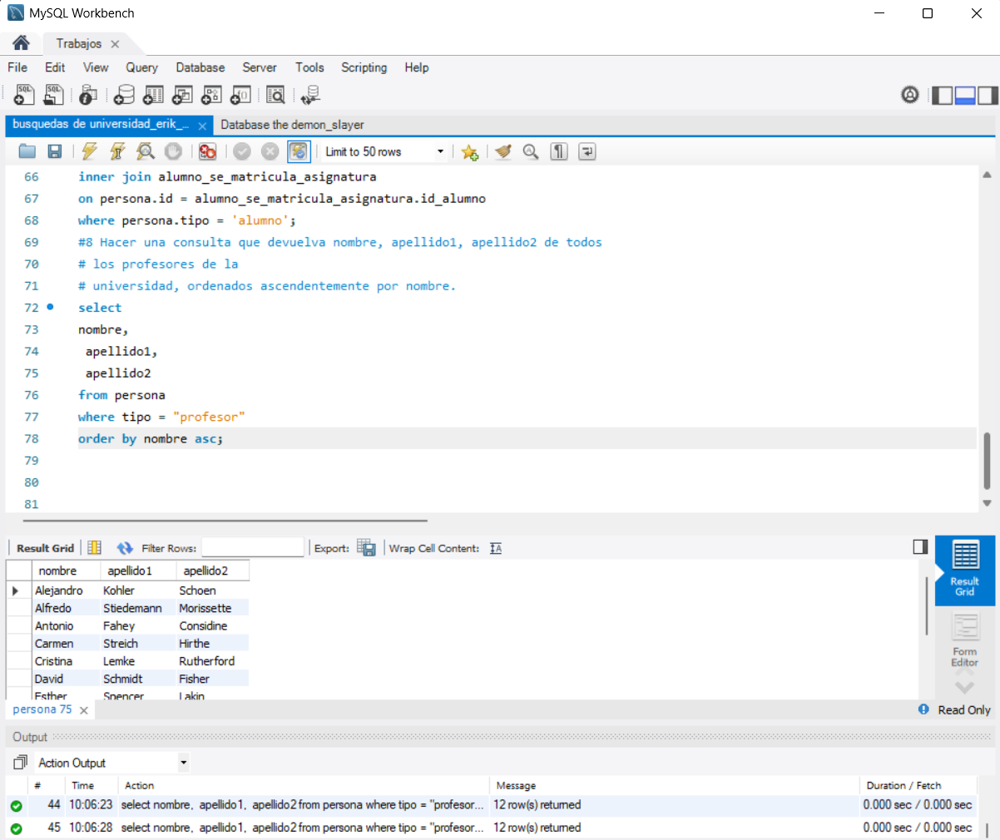 MySQL Workbench
Trabajos
File Edit View Query Database Server Tools Scripting Help
busquedas de universidad_erik_... Database the demon_slayer
Limit to 50 rows
66 inner join alumno_se_matricula_asignatura
67 on persona.id = alumno_se_matricula_asignatura.id_alumno
68 where persona.tipo = 'alumno';
69 #8 Hacer una consulta que devuelva nombre, apellido1, apellido2 de todos
70 # los profesores de la
71 # universidad, ordenados ascendentemente por nombre.
72 select
73 nombre,
74 apellido1,
75 apellido2
76 from persona
77 where tipo = "profesor"
78 order by nombre asc;
79
80
81
Result Grid Filter Rows: Export: Wrap Cell Content:
nombre apellido1 apellido2
Alejandro Kohler Schoen
Alfredo Stiedemann Morissette
Antonio Fahey Considine
Carmen Streich Hirthe
Cristina Lemke Rutherford
David Schmidt Fisher
Esther Spencer Lakin
Result Grid
Form Editor
persona 75 Read Only
Output
Action Output
# Time Action Message Duration / Fetch
44 10:06:23 select nombre, apellido1, apellido2 from persona where tipo = "profesor... 12 row(s) returned 0.000 sec / 0.000 sec
45 10:06:28 select nombre, apellido1, apellido2 from persona where tipo = "profesor... 12 row(s) returned 0.000 sec / 0.000 sec